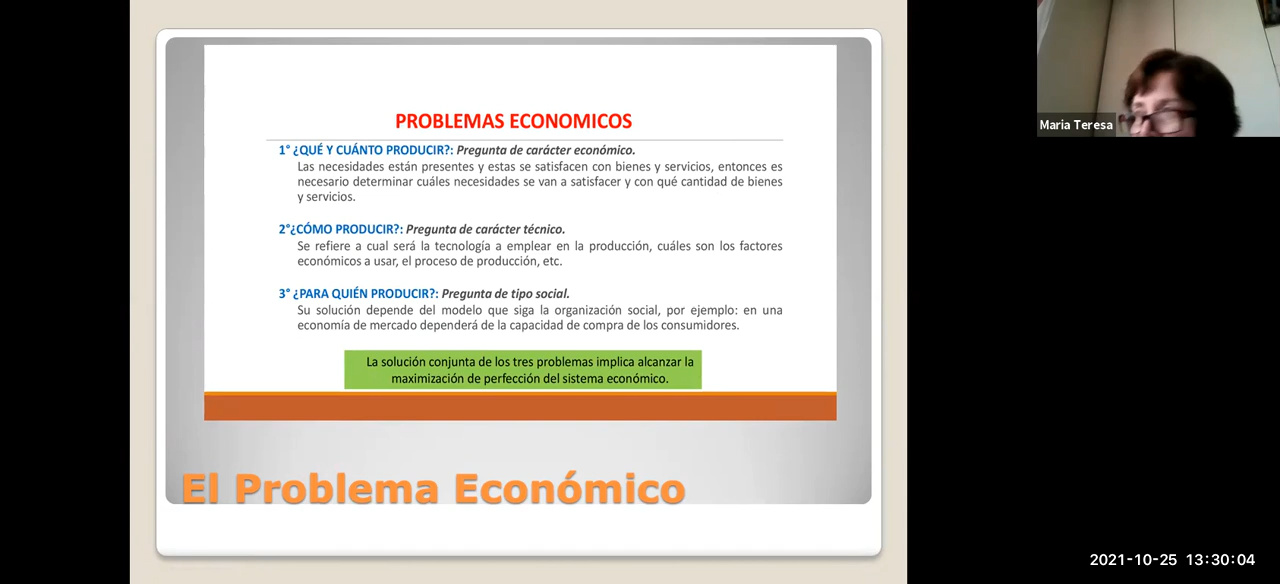 PROBLEMAS ECONOMICOS
1° ¿QUÉ Y CUÁNTO PRODUCIR?: Pregunta de carácter económico.
Las necesidades están presentes y estas se satisfacen con bienes y servicios, entonces es
necesario determinar cuáles necesidades se van a satisfacer y con qué cantidad de bienes
y servicios.
2°¿CÓMO PRODUCIR?: Pregunta de carácter técnico.
Se refiere a cual será la tecnología a emplear en la producción, cuáles son los factores
económicos a usar, el proceso de producción, etc.
3° ¿PARA QUIÉN PRODUCIR?: Pregunta de tipo social.
Su solución depende del modelo que siga la organización social, por ejemplo: en una
economía de mercado dependerá de la capacidad de compra de los consumidores.
La solución conjunta de los tres problemas implica alcanzar la
maximización de perfección del sistema económico.
El Problema Económico
Maria Teresa
2021-10-25 13:30:04